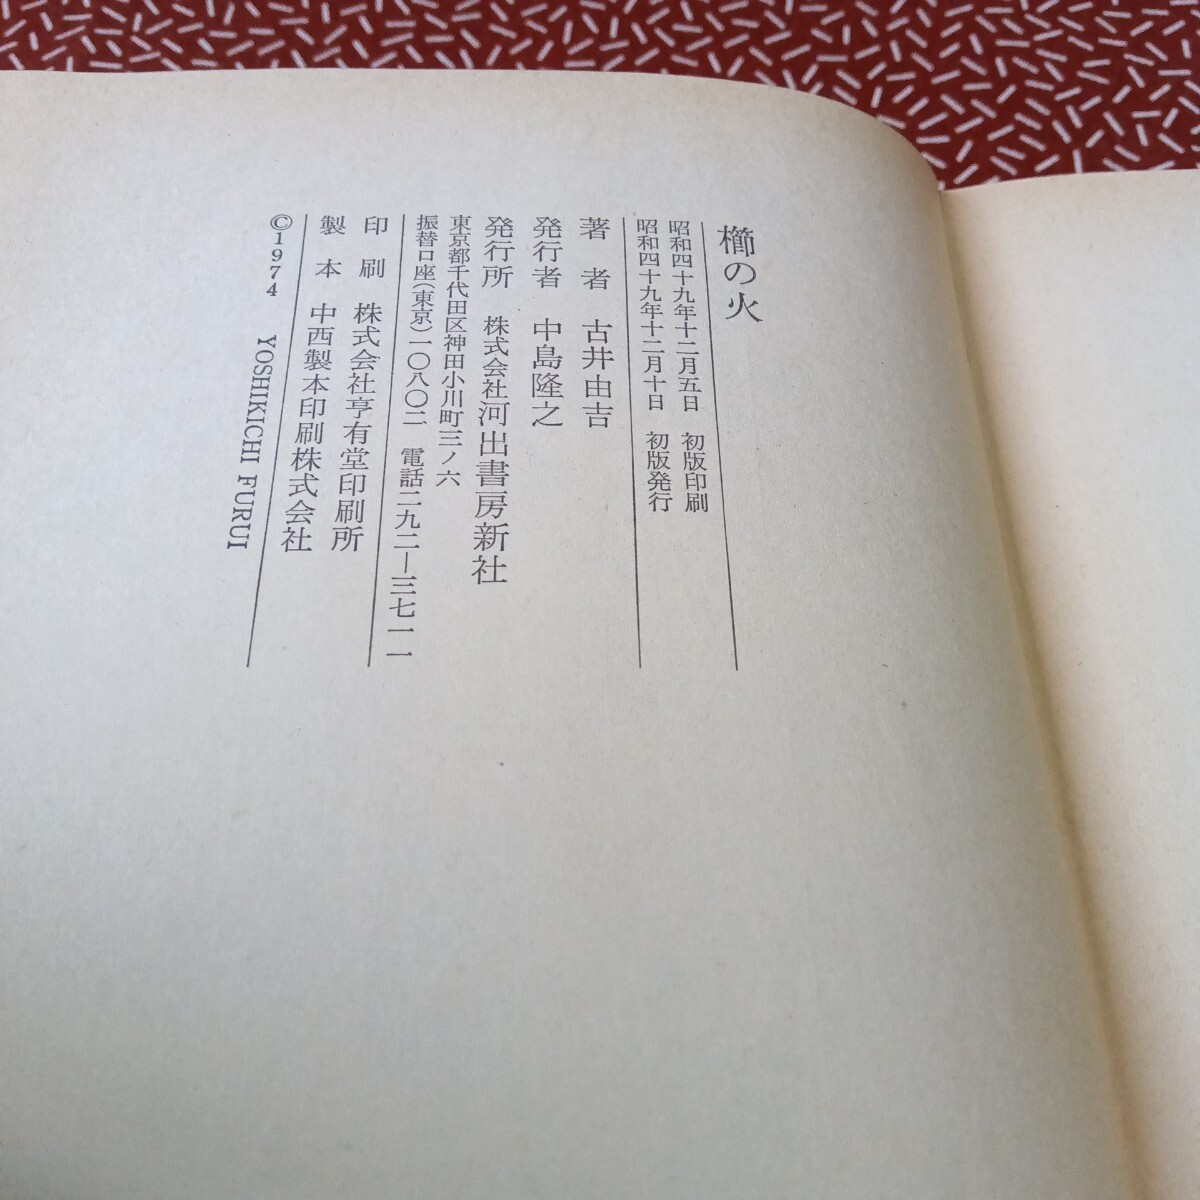 櫛の火
昭和四十九年十二月五日　初版印刷
昭和四十九年十二月十日　初版発行
著者　古井由吉
発行者　中島隆之
発行所　株式会社河出書房新社
東京都千代田区神田小川町三ノ六
振替口座(東京)一〇八〇二　電話二九二―三七一一
印刷　株式会社亨有堂印刷所
製本　中西製本印刷株式会社
©1974　YOSHIKICHI FURUI